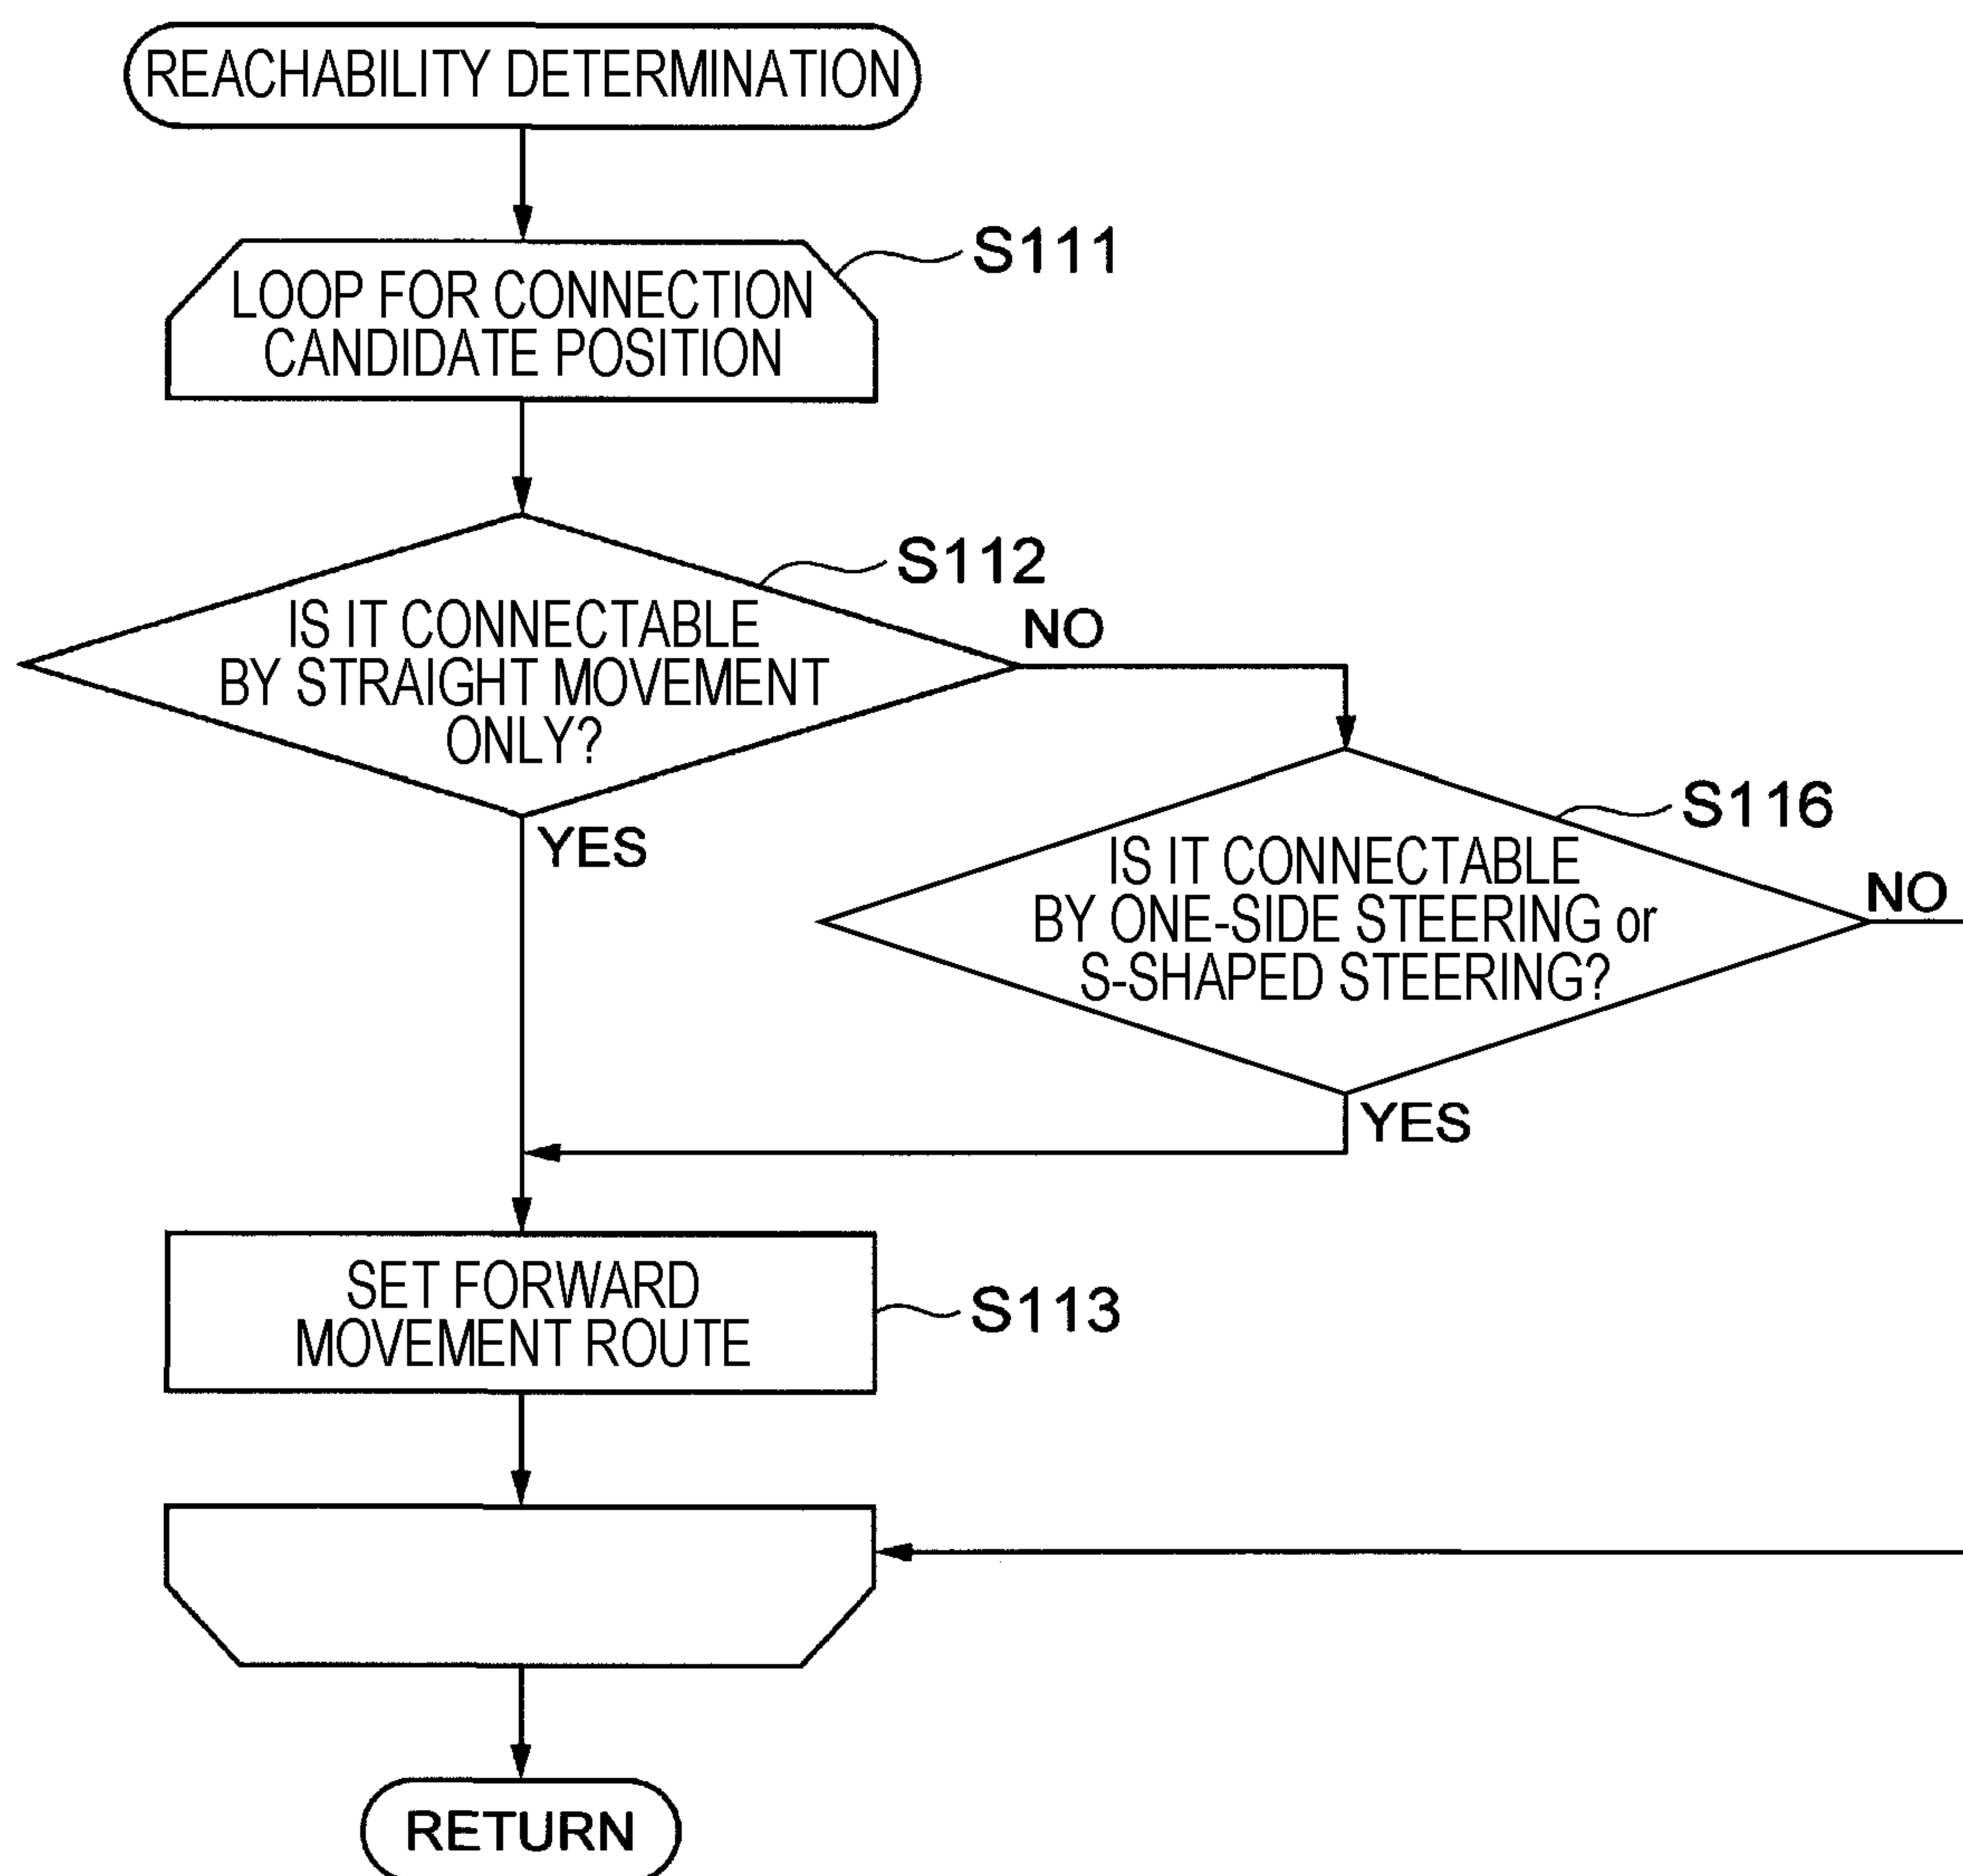 REACHABILITY DETERMINATION
S111
LOOP FOR CONNECTION
CANDIDATE POSITION
S112
IS IT CONNECTABLE
BY STRAIGHT MOVEMENT
ONLY?
NO
YES
S116
IS IT CONNECTABLE
BY ONE-SIDE STEERING or
S-SHAPED STEERING?
NO
YES
SET FORWARD
MOVEMENT ROUTE
S113
RETURN